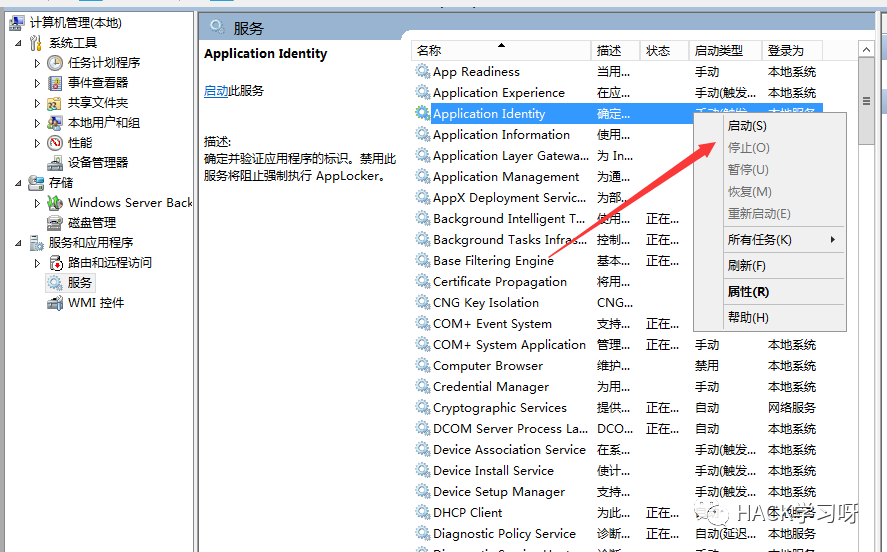 计算机管理(本地)
系统工具
任务计划程序
事件查看器
共享文件夹
本地用户和组
性能
设备管理器
存储
Windows Server Back
磁盘管理
服务和应用程序
路由和远程访问
服务
WMI 控件
服务
Application Identity
启动此服务
描述:
确定并验证应用程序的标识。禁用此
服务将阻止强制执行 AppLocker。
名称 描述 状态 启动类型 登录为
App Readiness 当用... 手动 本地系统
Application Experience 在应... 手动(触发... 本地系统
Application Identity 确定... 手动(触发... 本地服务
Application Information 使用...
Application Layer Gatewa... 为 In...
Application Management 为通...
AppX Deployment Servic... 为部...
Background Intelligent T... 使用... 正在...
Background Tasks Infras... 控制... 正在...
Base Filtering Engine 基本... 正在...
Certificate Propagation 将用...
CNG Key Isolation CNG...
COM+ Event System 支持... 正在...
COM+ System Application 管理... 正在... 手动 本地系统
Computer Browser 维护... 禁用 本地系统
Credential Manager 为用... 手动 本地系统
Cryptographic Services 提供... 正在... 自动 网络服务
DCOM Server Process La... DCO... 正在... 自动 本地系统
Device Association Service 在系... 手动(触发... 本地系统
Device Install Service 使计... 手动(触发... 本地系统
Device Setup Manager 支持... 手动(触发... 本地系统
DHCP Client 为此... 正在...
Diagnostic Policy Service 诊断... 正在... 自动(延迟... 本地服务
启动(S)
停止(O)
暂停(U)
恢复(M)
重新启动(E)
所有任务(K)
刷新(F)
属性(R)
帮助(H)
HACK学习呀